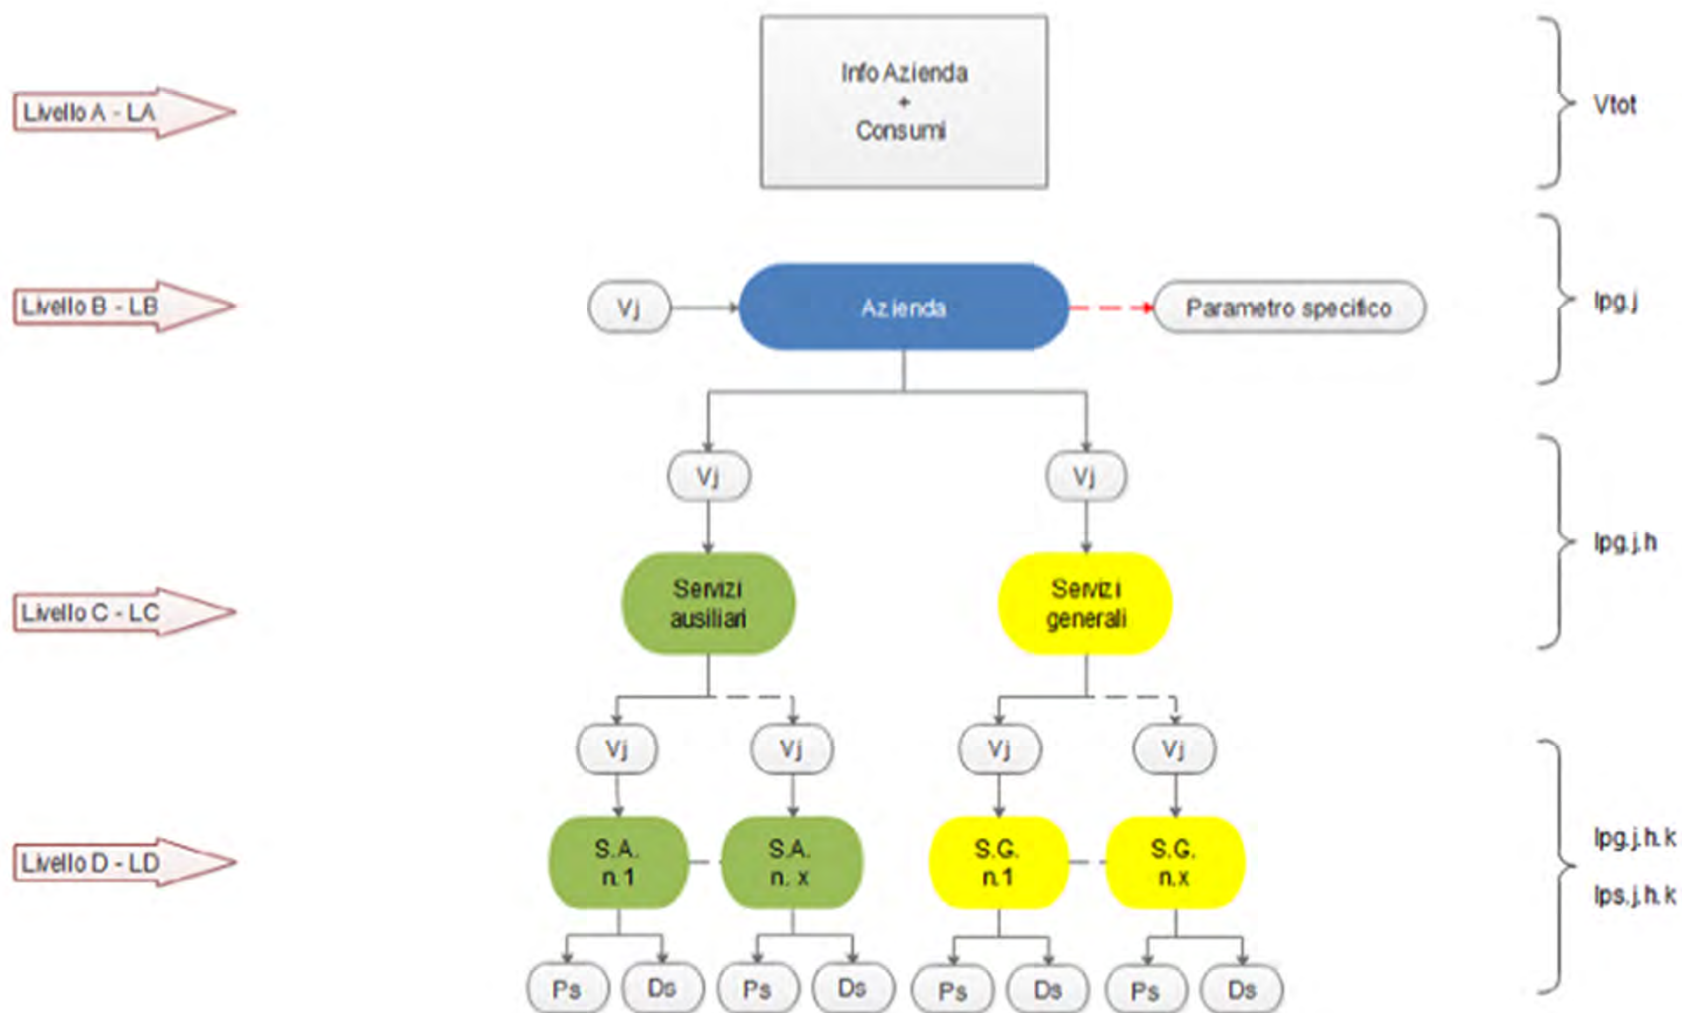 Info Azienda
+
Consumi
Livello A - LA
Vtot
Livello B - LB
Vj
Azienda
Parametro specifico
Ipg.j
Vj
Vj
Ipg.j.h
Livello C - LC
Servizi
ausiliari
Servizi
generali
Vj
Vj
Vj
Vj
Livello D - LD
S.A.
n.1
S.A.
n. x
S.G.
n.1
S.G.
n.x
Ipg.j.h.k
Ips.j.h.k
Ps
Ds
Ps
Ds
Ps
Ds
Ps
Ds